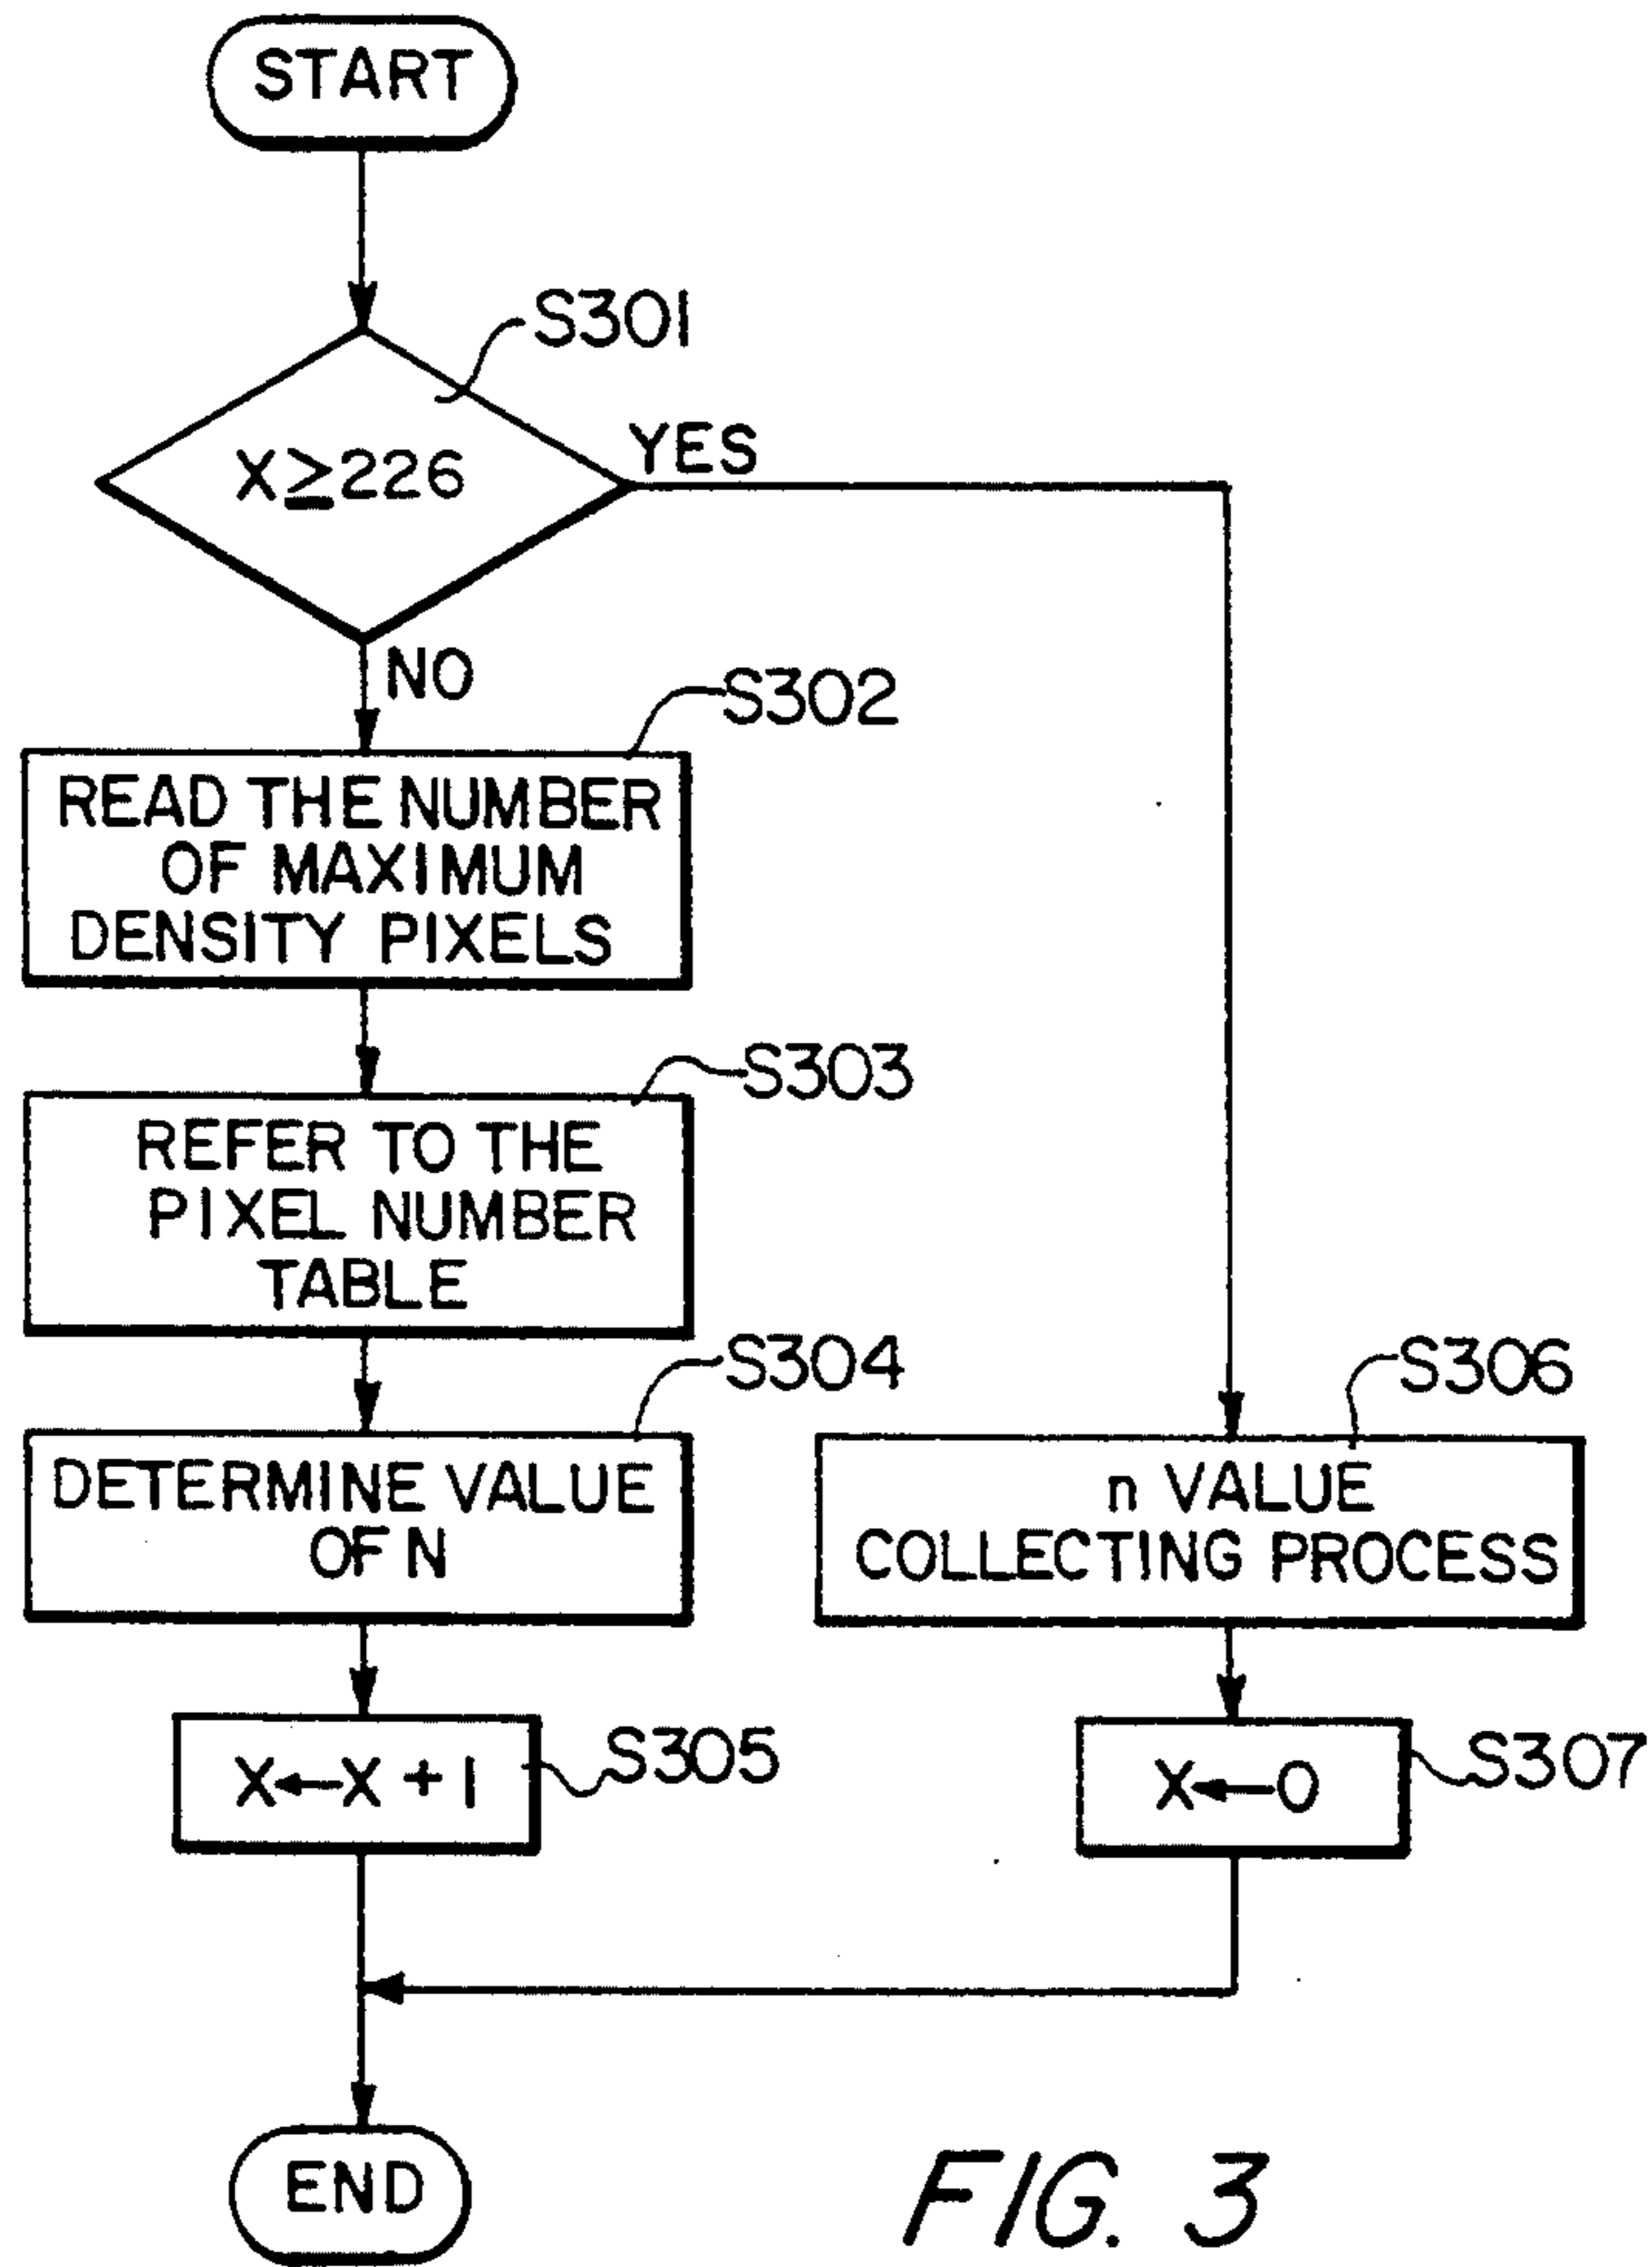 START
S301
X≥226
YES
NO
S302
READ THE NUMBER
OF MAXIMUM
DENSITY PIXELS
S303
REFER TO THE
PIXEL NUMBER
TABLE
S304
DETERMINE VALUE
OF N
S306
n VALUE
COLLECTING PROCESS
X←X+1
S305
X←0
S307
END
FIG. 3